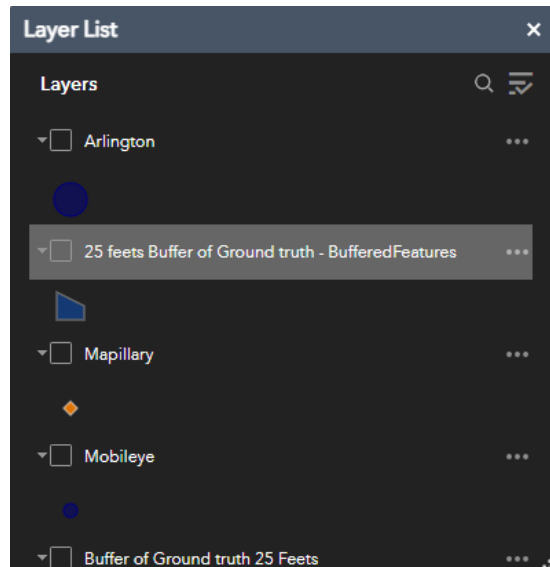 Layer List
Layers
Arlington
25 feets Buffer of Ground truth - BufferedFeatures
Mapillary
Mobileye
Buffer of Ground truth 25 Feets